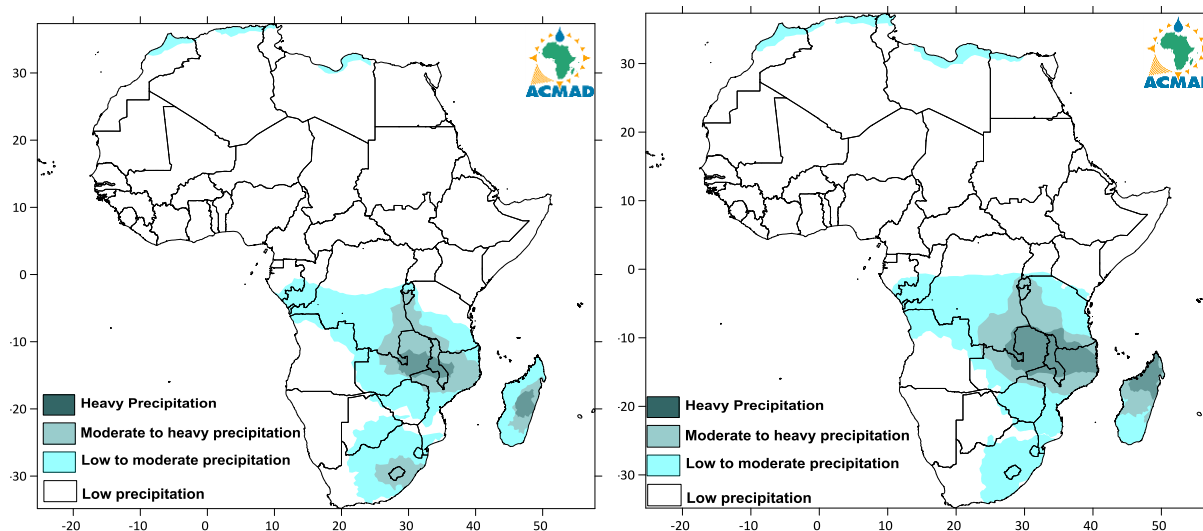 ACMAD
30
20
10
0
-10
-20
-30
Heavy Precipitation
Moderate to heavy precipitation
Low to moderate precipitation
Low precipitation
-20 -10 0 10 20 30 40 50
ACMAD
30
20
10
0
-10
-20
-30
Heavy Precipitation
Moderate to heavy precipitation
Low to moderate precipitation
Low precipitation
-20 -10 0 10 20 30 40 50